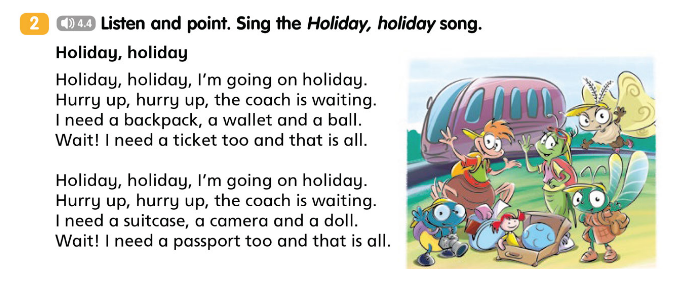 2 4.4 Listen and point. Sing the Holiday, holiday song.
Holiday, holiday
Holiday, holiday, I'm going on holiday.
Hurry up, hurry up, the coach is waiting.
I need a backpack, a wallet and a ball.
Wait! I need a ticket too and that is all.
Holiday, holiday, I'm going on holiday.
Hurry up, hurry up, the coach is waiting.
I need a suitcase, a camera and a doll.
Wait! I need a passport too and that is all.